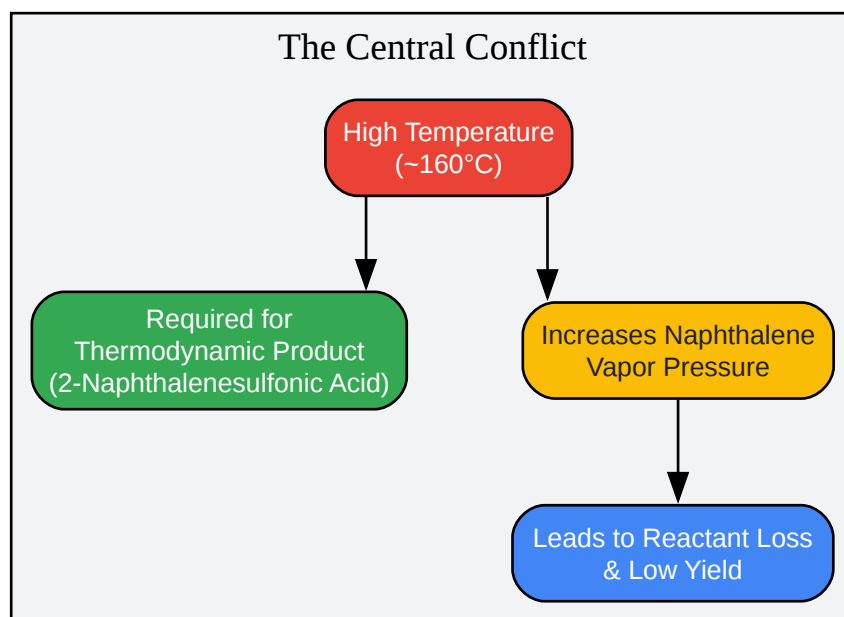 The Central Conflict
High Temperature
(~160°C)
Required for
Thermodynamic Product
(2-Naphthalenesulfonic Acid)
Increases Naphthalene
Vapor Pressure
Leads to Reactant Loss
& Low Yield